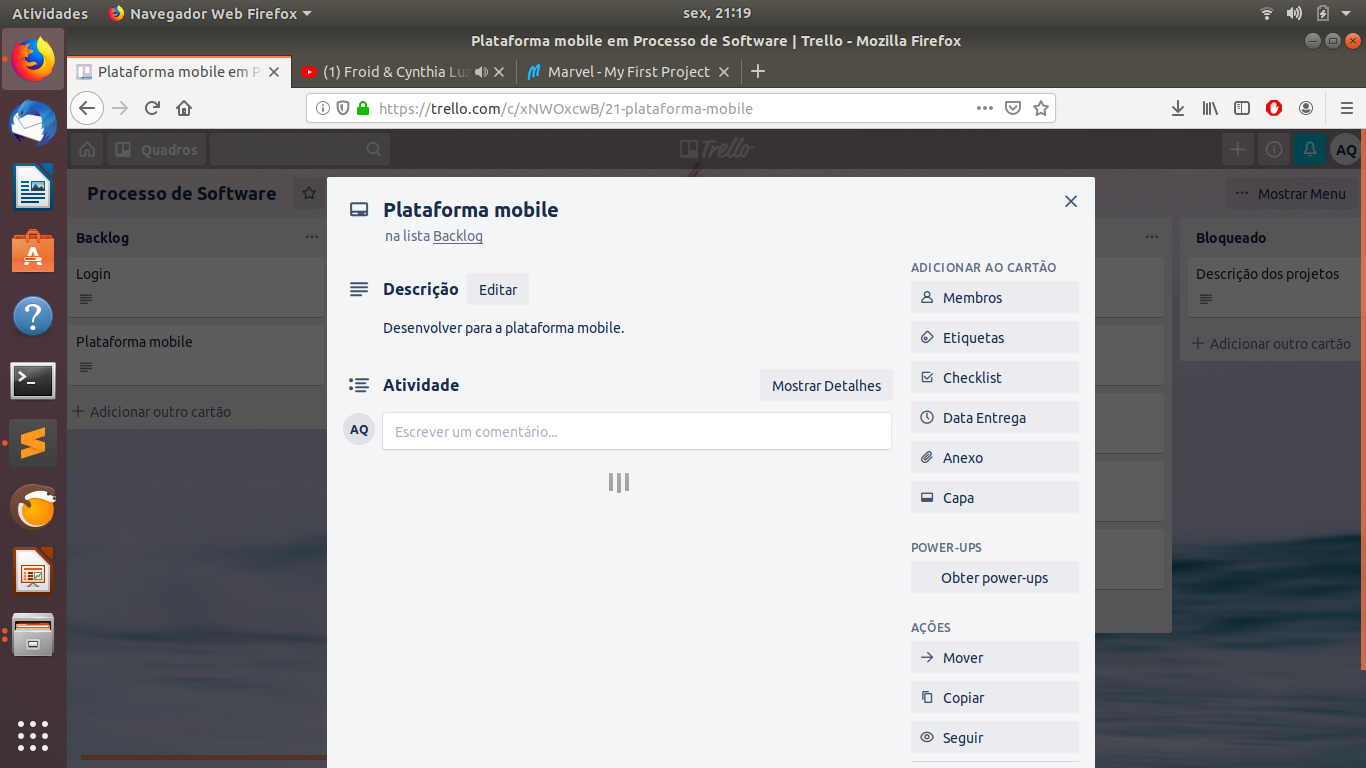 Atividades
Navegador Web Firefox
sex, 21:19
Plataforma mobile em Processo de Software | Trello - Mozilla Firefox
Plataforma mobile em P
(1) Froid & Cynthia Luz
Marvel - My First Project
https://trello.com/c/xNWOxcwB/21-plataforma-mobile
Quadros
Trello
AQ
Processo de Software
Mostrar Menu
Backlog
Login
Plataforma mobile
Adicionar outro cartão
Plataforma mobile
na lista Backlog
Descrição
Editar
Desenvolver para a plataforma mobile.
Atividade
Mostrar Detalhes
AQ
Escrever um comentário...
ADICIONAR AO CARTÃO
Membros
Etiquetas
Checklist
Data Entrega
Anexo
Capa
POWER-UPS
Obter power-ups
AÇÕES
Mover
Copiar
Seguir
Bloqueado
Descrição dos projetos
Adicionar outro cartão